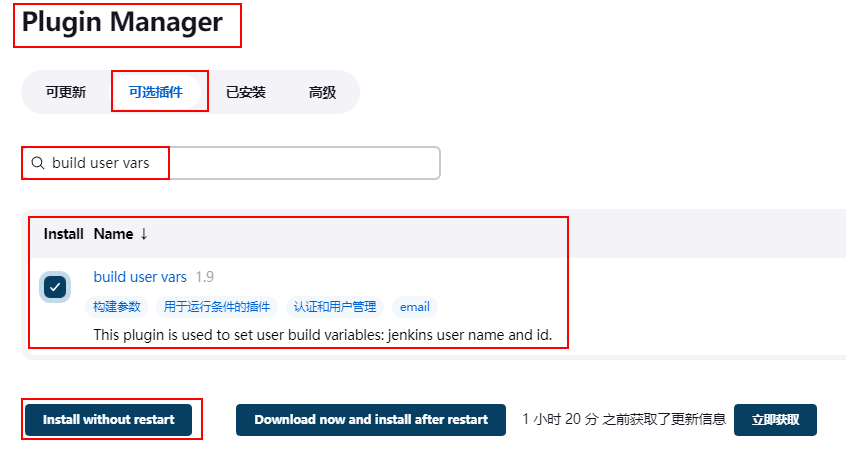 Plugin Manager
可更新 可选插件 已安装 高级
build user vars
Install Name ↓
build user vars 1.9
构建参数 用于运行条件的插件 认证和用户管理 email
This plugin is used to set user build variables: jenkins user name and id.
Install without restart Download now and install after restart 1 小时 20 分 之前获取了更新信息 立即获取